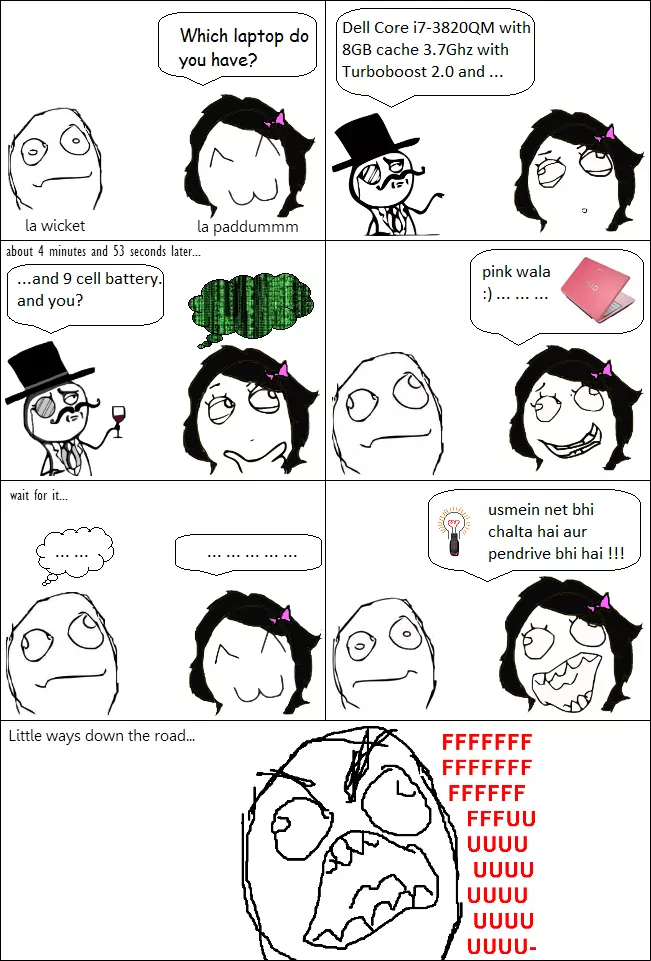 Which laptop do
you have?
la wicket
la paddummm
Dell Core i7-3820QM with
8GB cache 3.7Ghz with
Turboboost 2.0 and ...
about 4 minutes and 53 seconds later...
...and 9 cell battery.
and you?
pink wala
:) ... ... ...
VAIO
wait for it...
... ...
... ... ... ... ...
usmein net bhi
chalta hai aur
pendrive bhi hai !!!
Little ways down the road...
FFFFFFF
FFFFFFF
FFFFFF
FFFUU
UUUU
UUUU
UUUU
UUUU
UUUU-